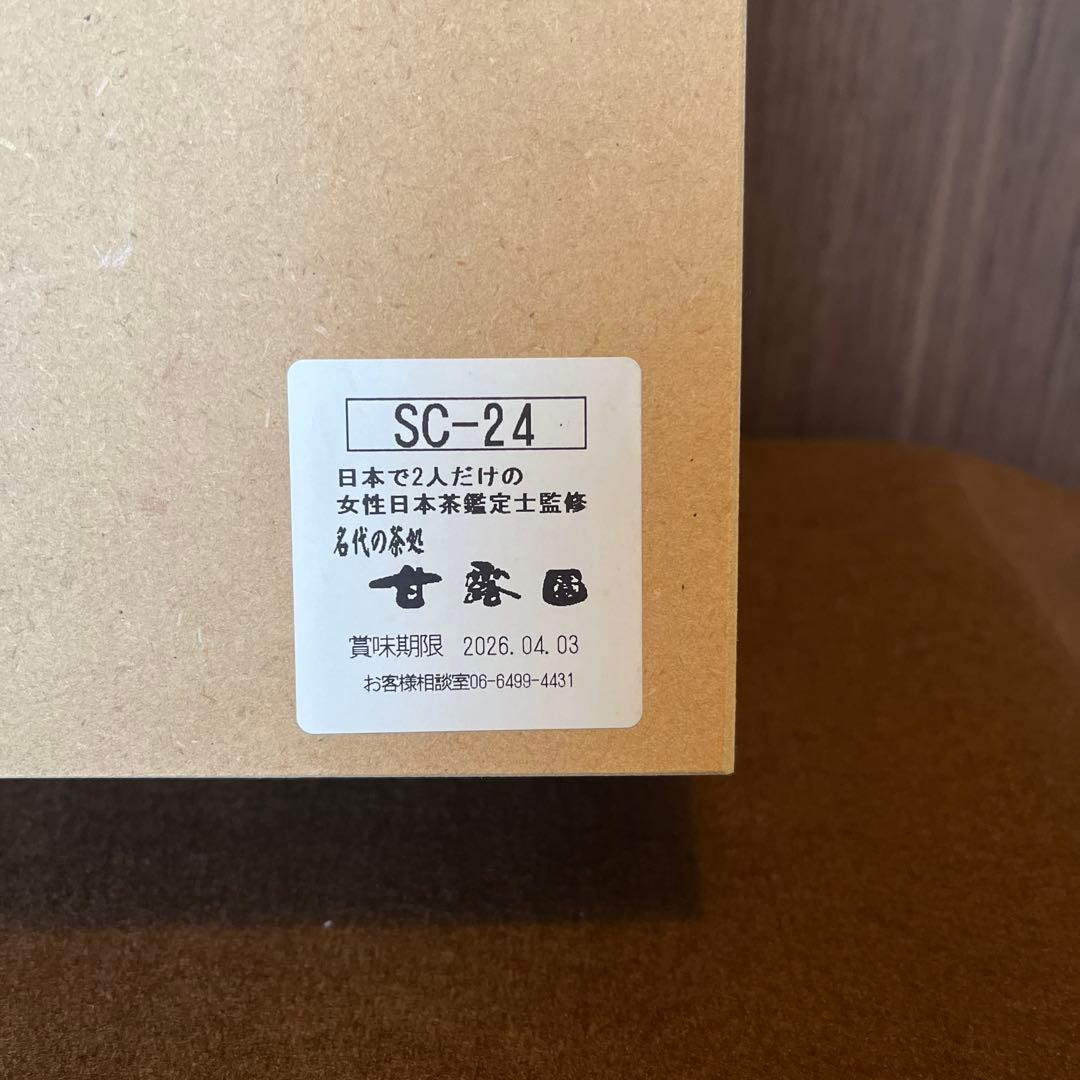 SC-24
日本で2人だけの
女性日本茶鑑定士監修
名代の茶処
甘露園
賞味期限 2026.04.03
お客様相談室06-6499-4431